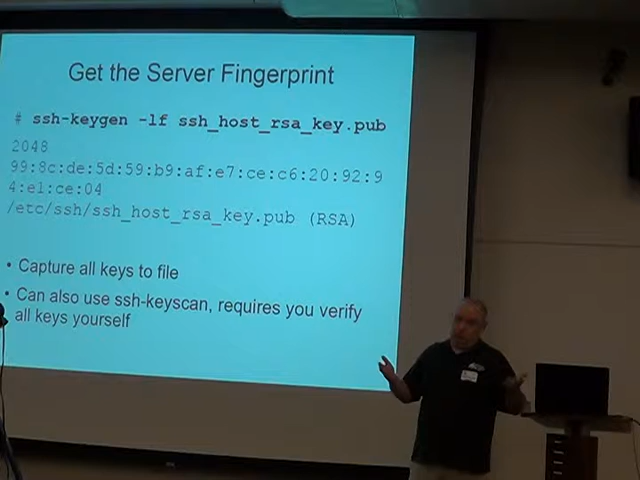 Get the Server Fingerprint
# ssh-keygen -lf ssh_host_rsa_key.pub
2048
99:8c:de:5d:59:b9:af:e7:ce:c6:20:92:9
4:e1:ce:04
/etc/ssh/ssh_host_rsa_key.pub (RSA)
• Capture all keys to file
• Can also use ssh-keyscan, requires you verify
all keys yourself